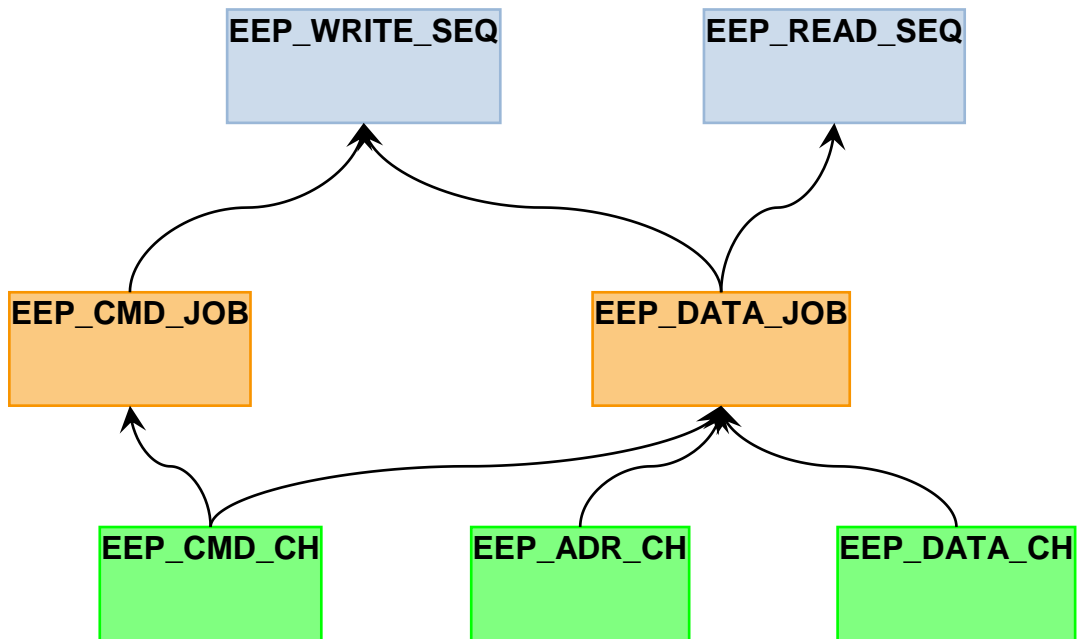 EEP_WRITE_SEQ
EEP_READ_SEQ
EEP_CMD_JOB
EEP_DATA_JOB
EEP_CMD_CH
EEP_ADR_CH
EEP_DATA_CH